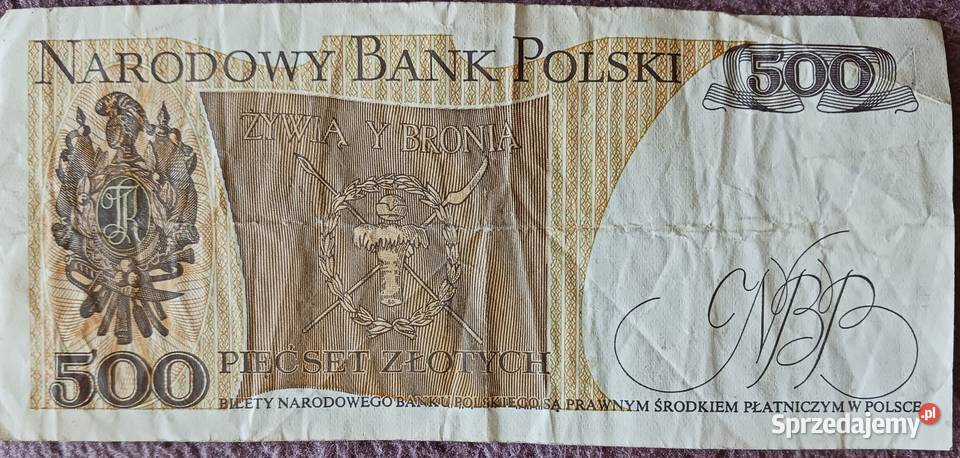 NARODOWY BANK POLSKI
500
ŻYWIĄ Y BRONIĄ
TK
500
PIĘĆSET ZŁOTYCH
NBP
BILETY NARODOWEGO BANKU POLSKIEGO SĄ PRAWNYM ŚRODKIEM PŁATNICZYM W POLSCE
Sprzedajemy.pl